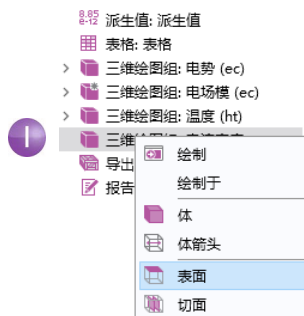 8.85
e-12 派生值: 派生值
表格: 表格
三维绘图组: 电势 (ec)
三维绘图组: 电场模 (ec)
三维绘图组: 温度 (ht)
I 三维
导出
报告
绘制
绘制于
体
体箭头
表面
切面